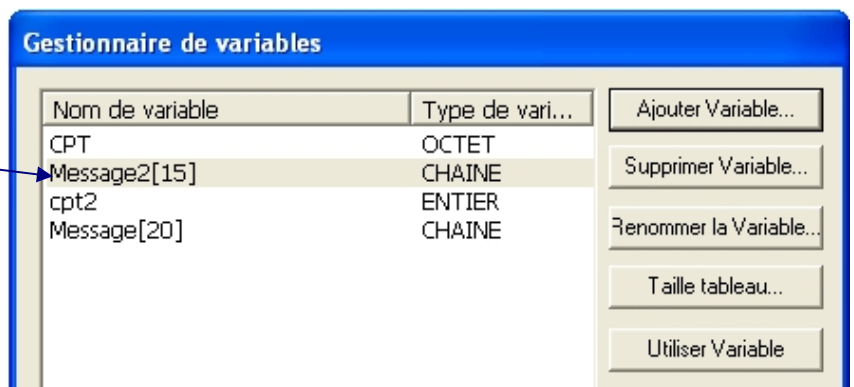 Gestionnaire de variables
Nom de variable Type de vari...
CPT OCTET
Message2[15] CHAINE
cpt2 ENTIER
Message[20] CHAINE
Ajouter Variable...
Supprimer Variable...
Renommer la Variable...
Taille tableau...
Utiliser Variable